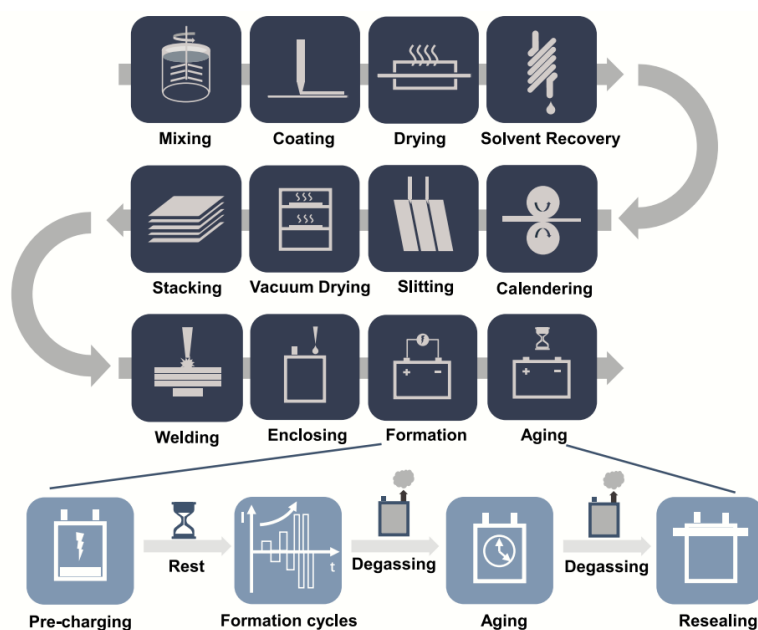 Mixing
Coating
Drying
Solvent Recovery
Stacking
Vacuum Drying
Slitting
Calendering
+ -
+ -
Welding
Enclosing
Formation
Aging
I
t
Rest
Degassing
Degassing
Pre-charging
Formation cycles
Aging
Resealing